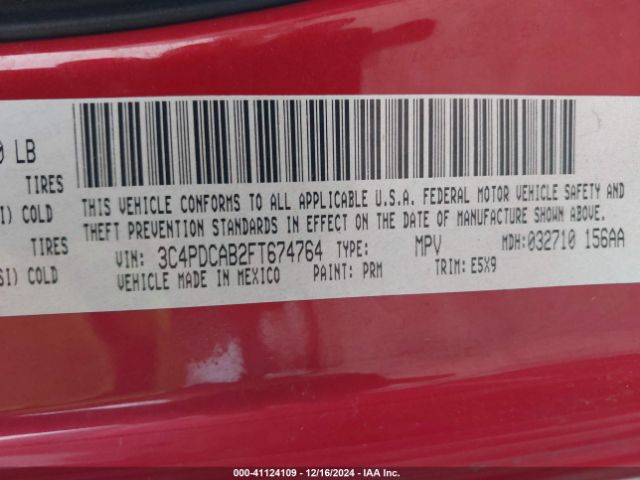 0 LB
TIRES
I) COLD
TIRES
SI) COLD
THIS VEHICLE CONFORMS TO ALL APPLICABLE U.S.A. FEDERAL MOTOR VEHICLE SAFETY AND
THEFT PREVENTION STANDARDS IN EFFECT ON THE DATE OF MANUFACTURE SHOWN ABOVE.
VIN: 3C4PDCAB2FT674764 TYPE: MPV MDH:032710 156AA
VEHICLE MADE IN MEXICO PAINT: PRM TRIM: E5X9
000-41124109 - 12/16/2024 - IAA Inc.